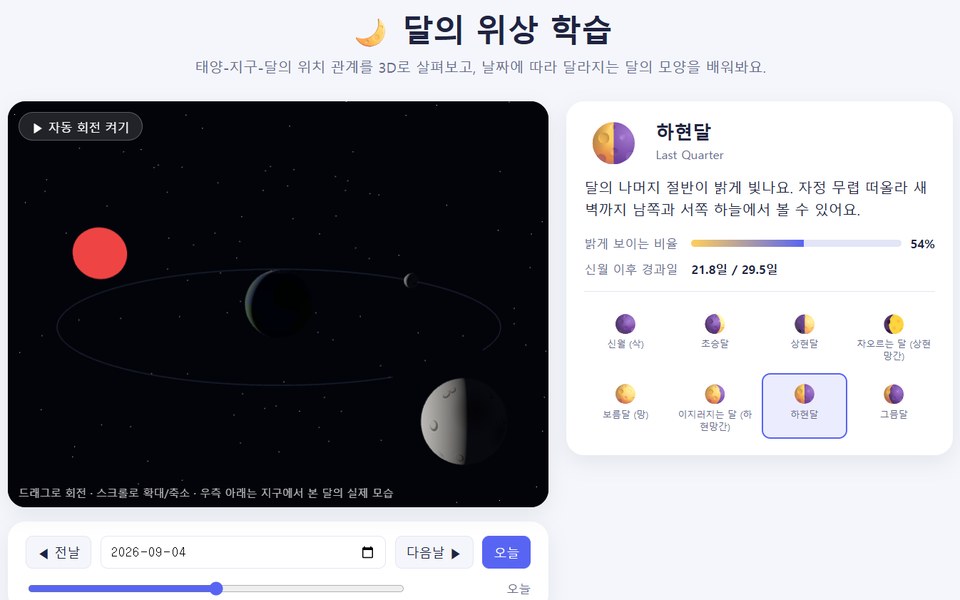 달의 위상 학습
태양-지구-달의 위치 관계를 3D로 살펴보고, 날짜에 따라 달라지는 달의 모양을 배워봐요.
▶ 자동 회전 켜기
드래그로 회전 · 스크롤로 확대/축소 · 우측 아래는 지구에서 본 달의 실제 모습
◀ 전날
2026-09-04
다음날 ▶
오늘
오늘
하현달
Last Quarter
달의 나머지 절반이 밝게 빛나요. 자정 무렵 떠올라 새
벽까지 남쪽과 서쪽 하늘에서 볼 수 있어요.
밝게 보이는 비율 54%
신월 이후 경과일 21.8일 / 29.5일
신월 (삭)
초승달
상현달
차오르는 달 (상현
망간)
보름달 (망)
이지러지는 달 (하
현망간)
하현달
그믐달